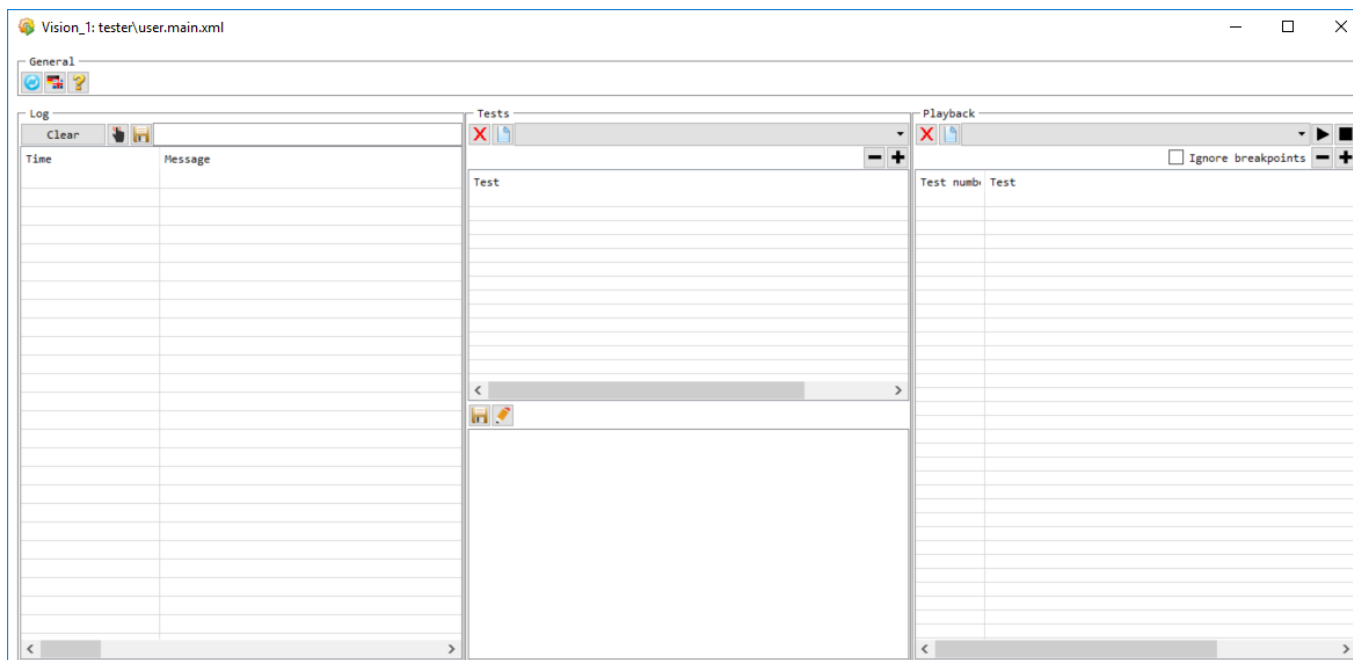 Vision_1: tester\user.main.xml
General
Log
Clear
Time Message
Tests
Test
Playback
Ignore breakpoints
Test numb Test